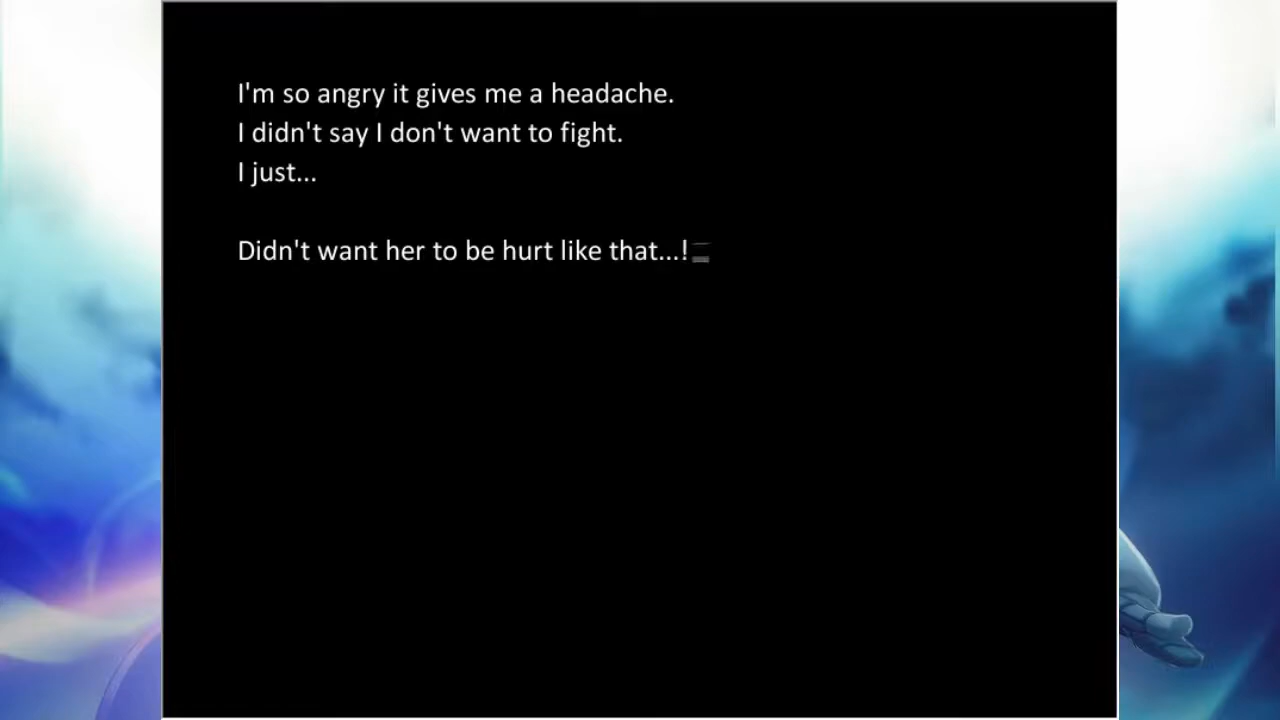 I'm so angry it gives me a headache.
I didn't say I don't want to fight.
I just...
Didn't want her to be hurt like that...!